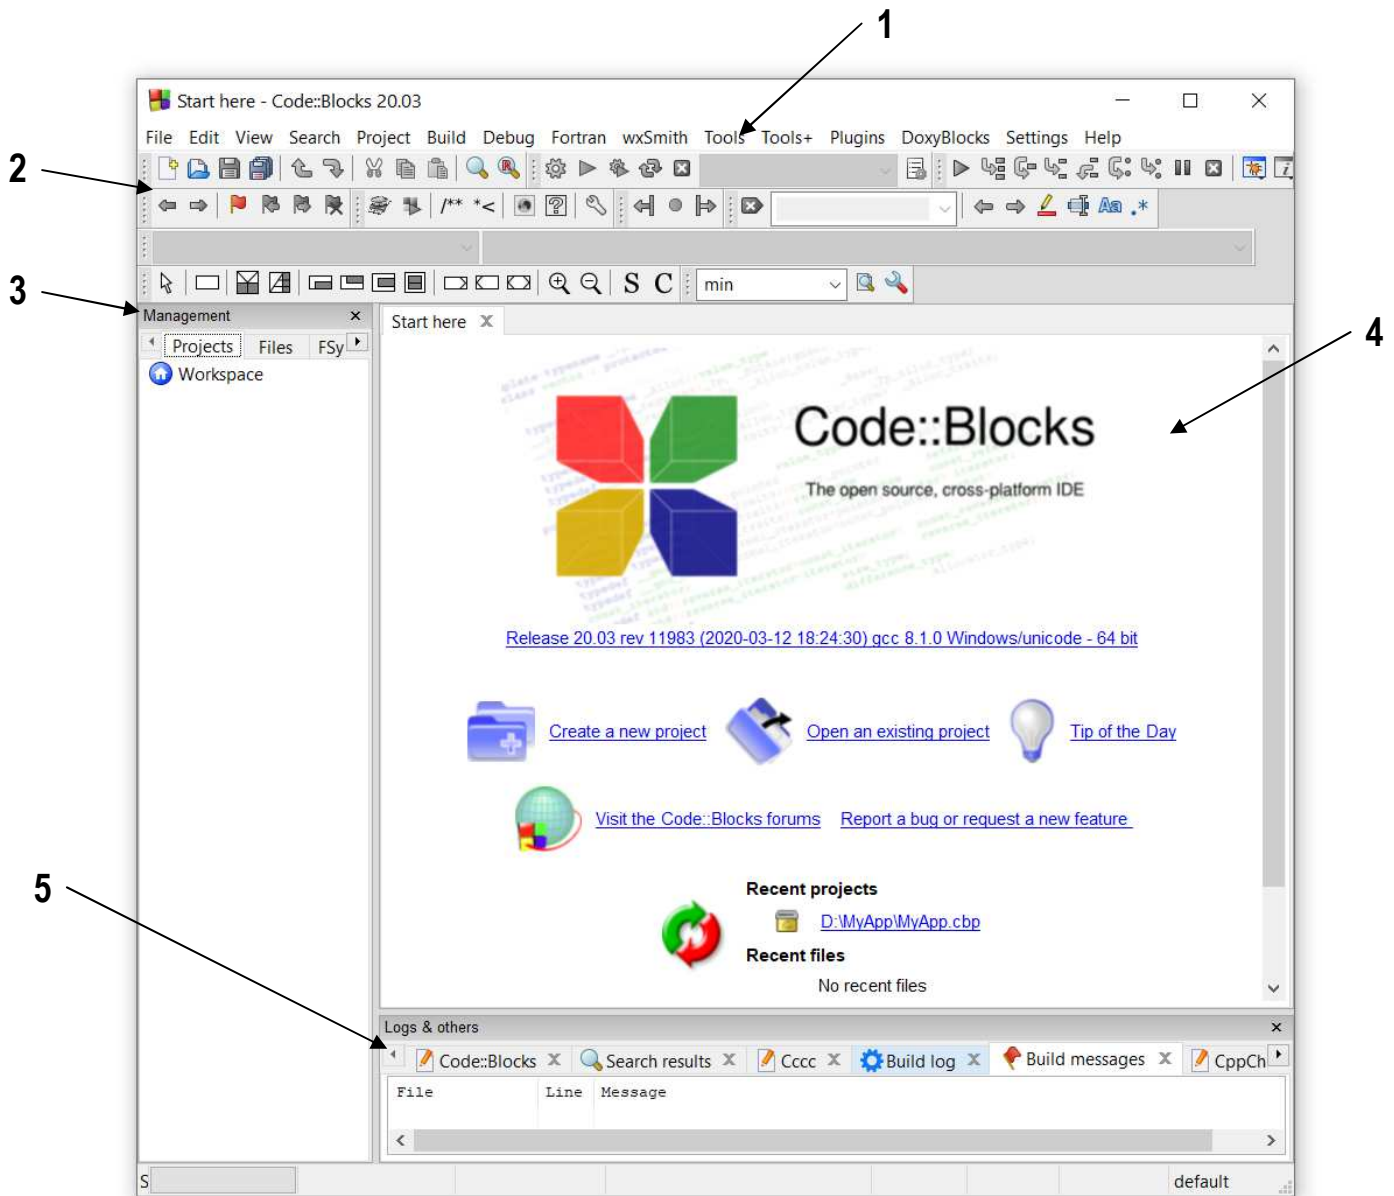 1
Start here - Code::Blocks 20.03
File Edit View Search Project Build Debug Fortran wxSmith Tools Tools+ Plugins DoxyBlocks Settings Help
2
/** *< Aa .*
3
S C min
Management
Start here
4
Projects Files FSy
Workspace
Code::Blocks
The open source, cross-platform IDE
Release 20.03 rev 11983 (2020-03-12 18:24:30) gcc 8.1.0 Windows/unicode - 64 bit
Create a new project Open an existing project Tip of the Day
Visit the Code::Blocks forums Report a bug or request a new feature
5
Recent projects
D:\MyApp\MyApp.cbp
Recent files
No recent files
Logs & others
Code::Blocks Search results Cccc Build log Build messages CppCh
File Line Message
S default